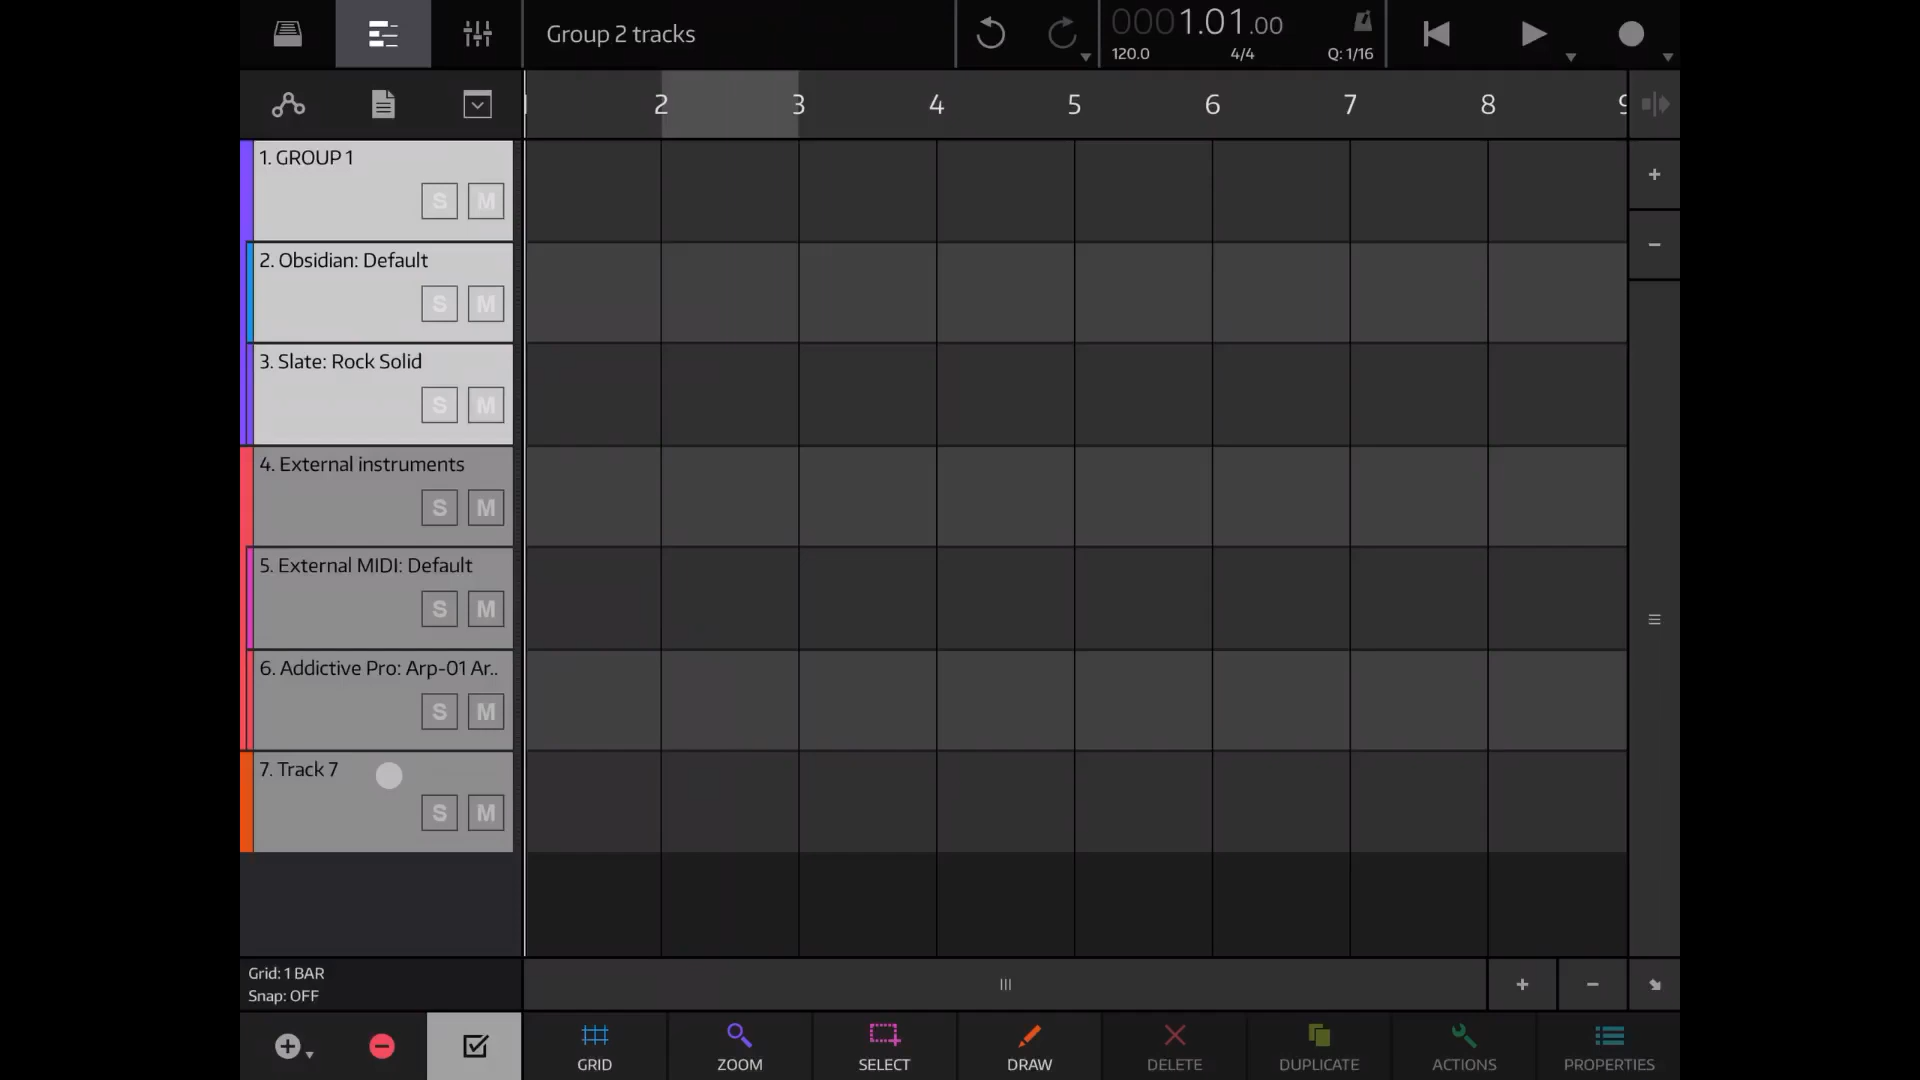 Group 2 tracks
0001.01.00
120.0 4/4 Q: 1/16
2 3 4 5 6 7 8 9
1. GROUP 1
S M
2. Obsidian: Default
S M
3. Slate: Rock Solid
S M
4. External instruments
S M
5. External MIDI: Default
S M
6. Addictive Pro: Arp-01 Ar..
S M
7. Track 7
S M
Grid: 1 BAR
Snap: OFF
GRID ZOOM SELECT DRAW DELETE DUPLICATE ACTIONS PROPERTIES